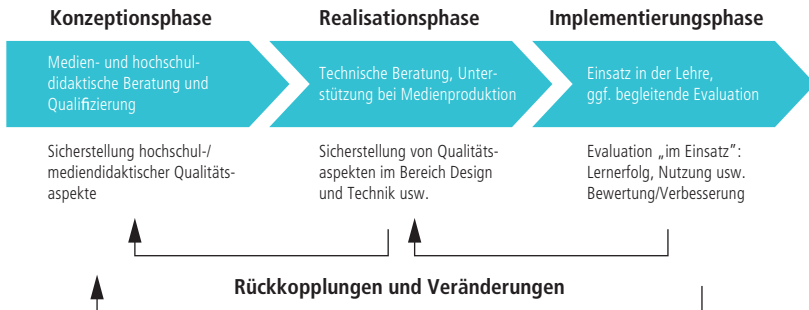 Konzeptionsphase
Medien- und hochschul-
didaktische Beratung und
Qualifizierung
Sicherstellung hochschul-/
mediendidaktischer Qualitäts-
aspekte
Realisationsphase
Technische Beratung, Unter-
stützung bei Medienproduktion
Sicherstellung von Qualitäts-
aspekten im Bereich Design
und Technik usw.
Implementierungsphase
Einsatz in der Lehre,
ggf. begleitende Evaluation
Evaluation „im Einsatz“:
Lernerfolg, Nutzung usw.
Bewertung/Verbesserung
Rückkopplungen und Veränderungen